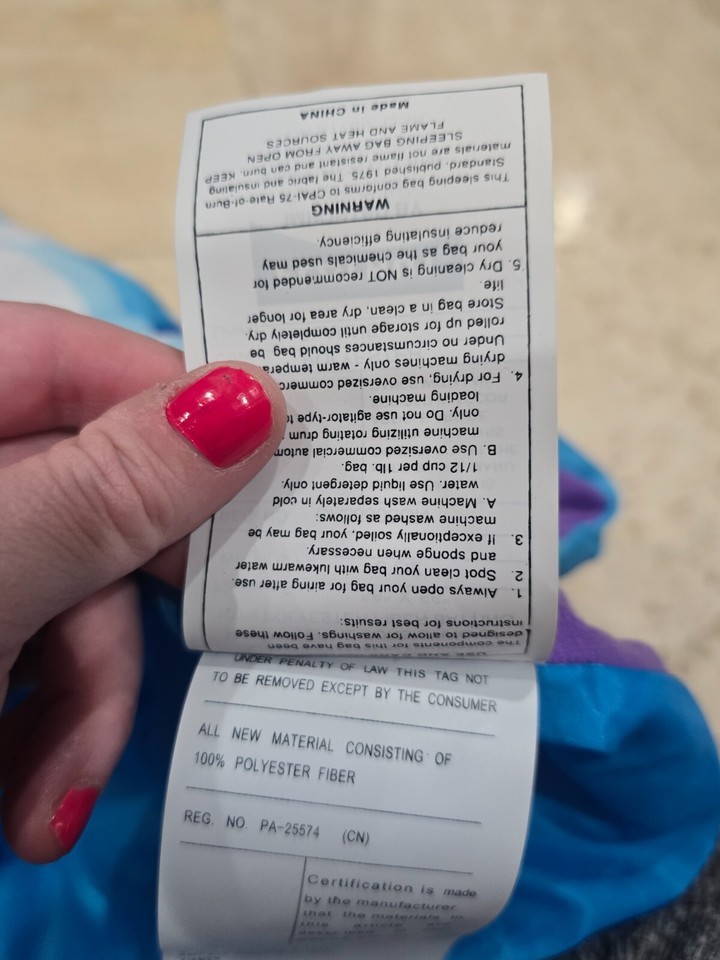 The components for this bag have been
designed to allow for washings. Follow these
instructions for best results:
1. Always open your bag for airing after use.
2. Spot clean your bag with lukewarm water
and sponge when necessary.
3. If exceptionally soiled, your bag may be
machine washed as follows:
A. Machine wash separately in cold
water. Use liquid detergent only.
1/12 cup per 1lb. bag.
B. Use oversized commercial
machine utilizing rotating drum
only. Do not use agitator-type
loading machine.
4. For drying, use oversized
drying machines only - warm
Under no circumstances should bag be
rolled up for storage until completely dry.
Store bag in a clean, dry area for longer
life.
5. Dry cleaning is NOT recommended for
your bag as the chemicals used may
reduce insulating efficiency.
WARNING
This sleeping bag conforms to CPAI-75 Rate-of-Burn
Standard. published 1975. The fabric and insulating
materials are not flame resistant and can burn. KEEP
SLEEPING BAG AWAY FROM OPEN
FLAME AND HEAT SOURCES
Made in CHINA
UNDER PENALTY OF LAW THIS TAG NOT
TO BE REMOVED EXCEPT BY THE CONSUMER
ALL NEW MATERIAL CONSISTING OF
100% POLYESTER FIBER
REG. NO. PA-25574 (CN)
Certification is made
by the manufacturer
that the materials in
this article are